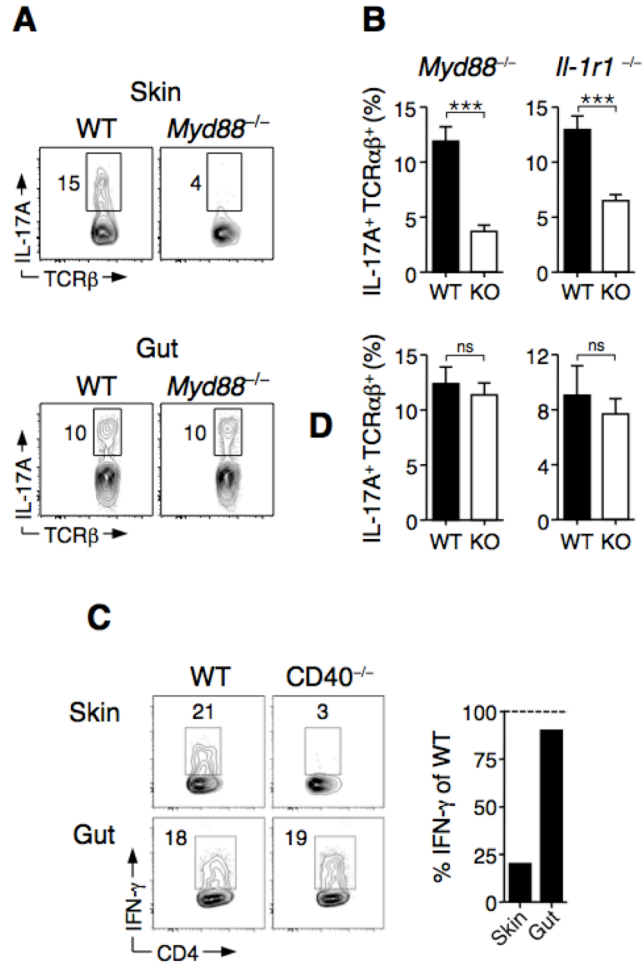 A
Skin
WT Myd88⁻/⁻
15 4
IL-17A
TCRβ
Gut
WT Myd88⁻/⁻
10 10
IL-17A
TCRβ
B
Myd88⁻/⁻ Il-1r1 ⁻/⁻
IL-17A⁺ TCRαβ⁺ (%)
15
10
5
0
***
WT KO
15
10
5
0
***
WT KO
D
IL-17A⁺ TCRαβ⁺ (%)
15
10
5
0
ns
WT KO
12
8
4
0
ns
WT KO
C
WT CD40⁻/⁻
Skin 21 3
Gut 18 19
IFN-γ
CD4
% IFN-γ of WT
100
75
50
25
0
Skin Gut